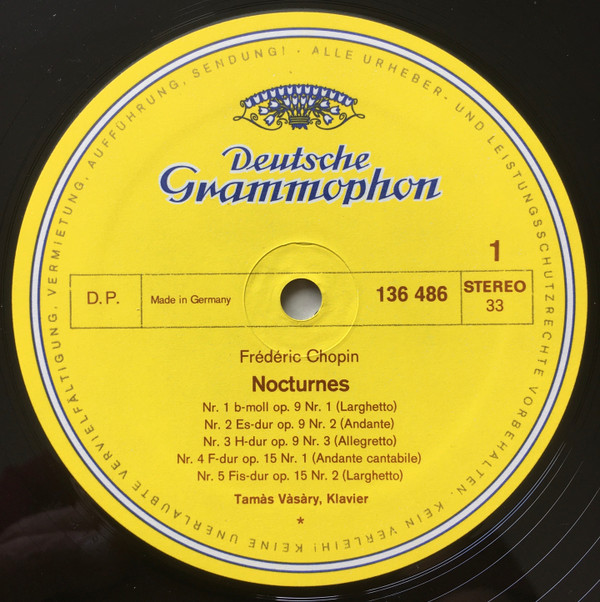 ALLE URHEBER- UND LEISTUNGSSCHUTZRECHTE VORBEHALTEN. KEIN VERLEIH! KEINE UNERLAUBTE VERVIELFÄLTIGUNG, VERMIETUNG, AUFFÜHRUNG, SENDUNG!
Deutsche
Grammophon
1
D.P.
Made in Germany
136 486
STEREO
33
Frédéric Chopin
Nocturnes
Nr. 1 b-moll op. 9 Nr. 1 (Larghetto)
Nr. 2 Es-dur op. 9 Nr. 2 (Andante)
Nr. 3 H-dur op. 9 Nr. 3 (Allegretto)
Nr. 4 F-dur op. 15 Nr. 1 (Andante cantabile)
Nr. 5 Fis-dur op. 15 Nr. 2 (Larghetto)
Tamàs Vàsàry, Klavier
*